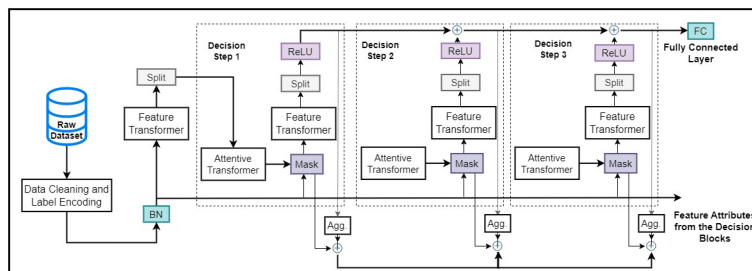 Decision
Step 1
ReLU
Split
Feature
Transformer
Attentive
Transformer
Mask
Agg.
Decision
Step 2
ReLU
Split
Feature
Transformer
Attentive
Transformer
Mask
Agg.
Decision
Step 3
ReLU
Split
Feature
Transformer
Attentive
Transformer
Mask
Agg.
FC
Fully Connected
Layer
Split
Feature
Transformer
Raw
Dataset
Data Cleaning and
Label Encoding
BN
Feature Attributes
from the Decision
Blocks